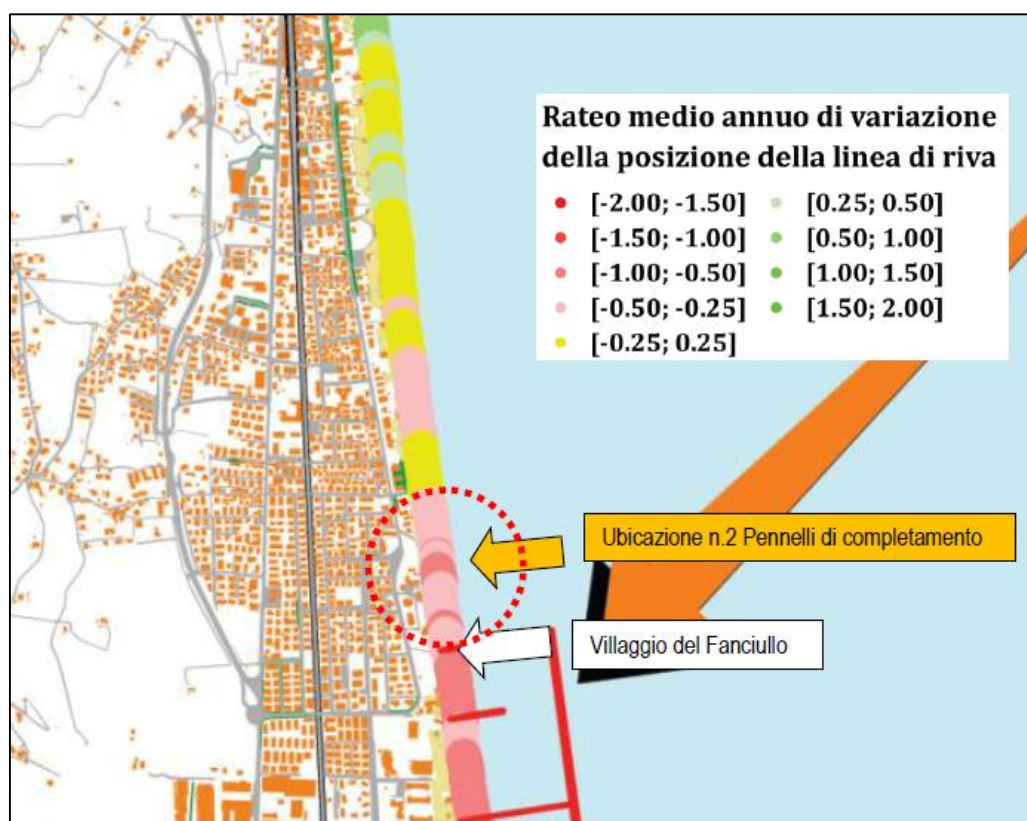 Rateo medio annuo di variazione
della posizione della linea di riva
[-2.00; -1.50] [0.25; 0.50]
[-1.50; -1.00] [0.50; 1.00]
[-1.00; -0.50] [1.00; 1.50]
[-0.50; -0.25] [1.50; 2.00]
[-0.25; 0.25]
Ubicazione n.2 Pennelli di completamento
Villaggio del Fanciullo